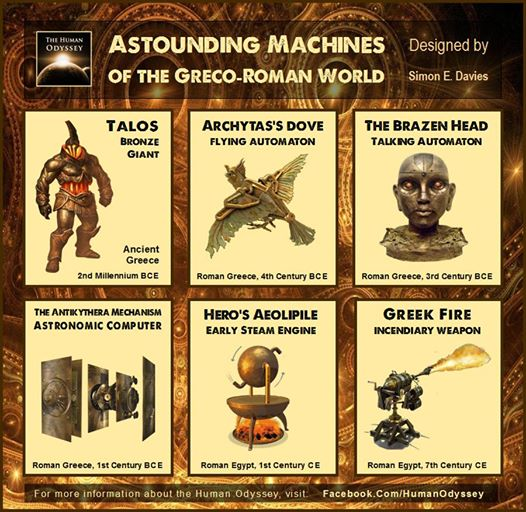 THE HUMAN
ODYSSEY
ASTOUNDING MACHINES
OF THE GRECO-ROMAN WORLD
Designed by
Simon E. Davies
TALOS
BRONZE
GIANT
Ancient
Greece
2nd Millennium BCE
ARCHYTAS'S DOVE
FLYING AUTOMATON
Roman Greece, 4th Century BCE
THE BRAZEN HEAD
TALKING AUTOMATON
Roman Greece, 3rd Century BCE
THE ANTIKYTHERA MECHANISM
ASTRONOMIC COMPUTER
Roman Greece, 1st Century BCE
HERO'S AEOLIPILE
EARLY STEAM ENGINE
Roman Egypt, 1st Century CE
GREEK FIRE
INCENDIARY WEAPON
Roman Egypt, 7th Century CE
For more information about the Human Odyssey, visit: Facebook.Com/HumanOdyssey